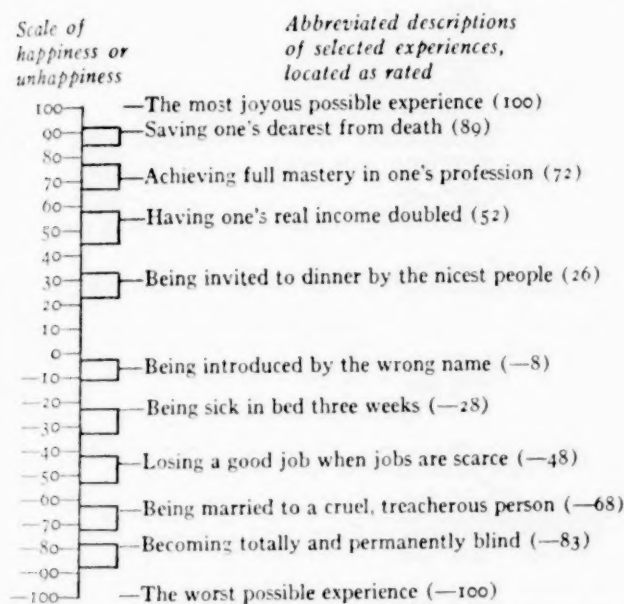 Scale of
happiness or
unhappiness
Abbreviated descriptions
of selected experiences,
located as rated
100
90
80
70
60
50
40
30
20
10
0
—10
—20
—30
—40
—50
—60
—70
—80
—90
—100
—The most joyous possible experience (100)
Saving one's dearest from death (89)
Achieving full mastery in one's profession (72)
Having one's real income doubled (52)
Being invited to dinner by the nicest people (26)
Being introduced by the wrong name (—8)
Being sick in bed three weeks (—28)
Losing a good job when jobs are scarce (—48)
Being married to a cruel, treacherous person (—68)
Becoming totally and permanently blind (—83)
—The worst possible experience (—100)